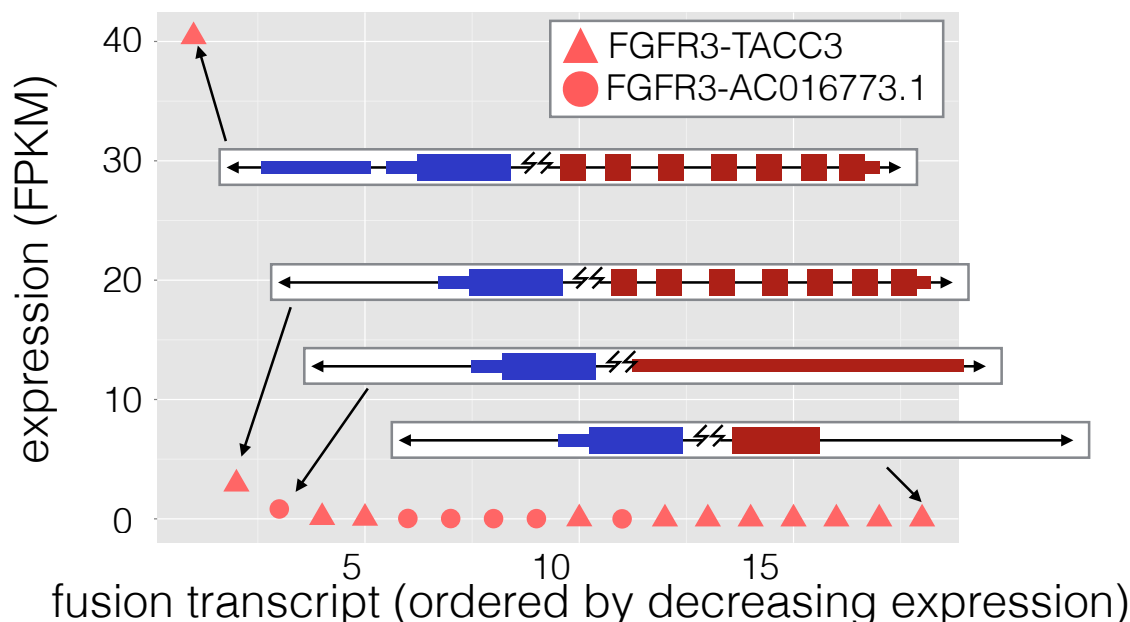 FGFR3-TACC3
FGFR3-AC016773.1
expression (FPKM)
40
30
20
10
0
5 10 15
fusion transcript (ordered by decreasing expression)